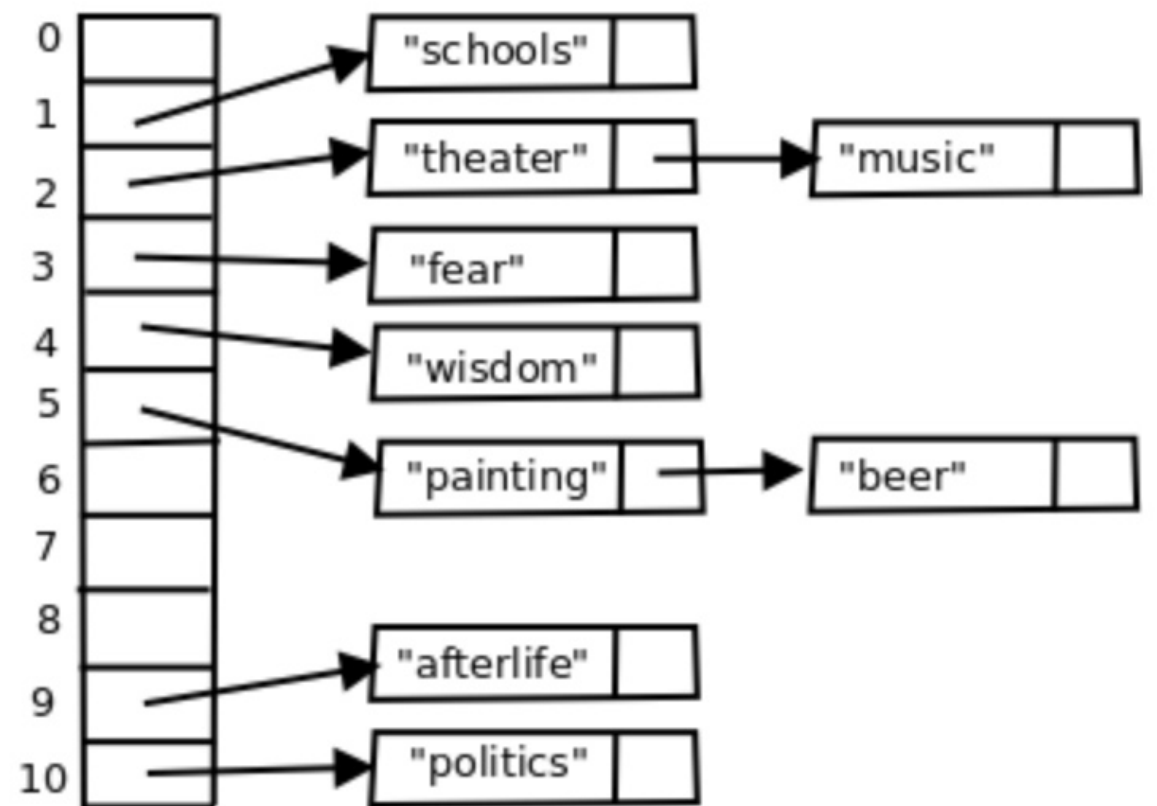 0
"schools"
1
"theater" "music"
2
3 "fear"
4 "wisdom"
5
6 "painting" "beer"
7
8
"afterlife"
9
10 "politics"